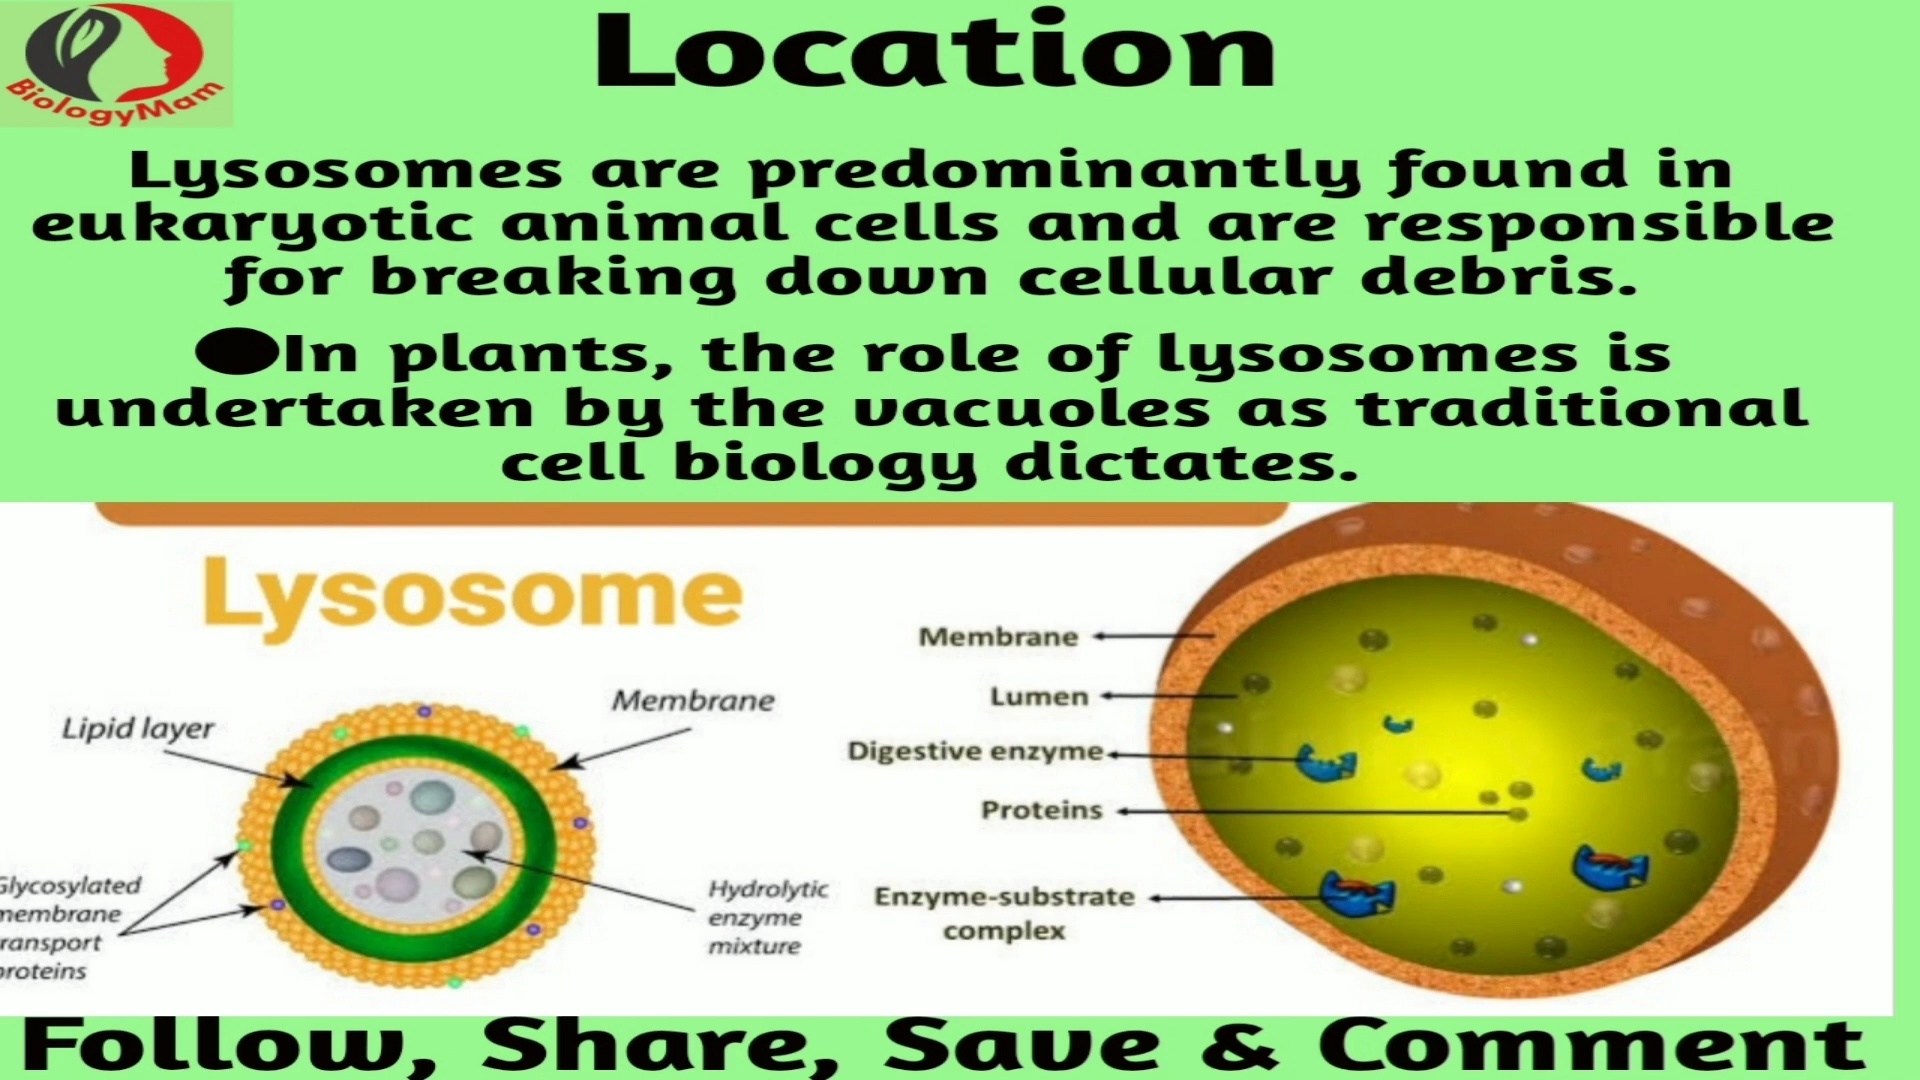 BiologyMam
Location
Lysosomes are predominantly found in
eukaryotic animal cells and are responsible
for breaking down cellular debris.
●In plants, the role of lysosomes is
undertaken by the vacuoles as traditional
cell biology dictates.
Lysosome
Lipid layer
Membrane
Glycosylated
membrane
transport
proteins
Hydrolytic
enzyme
mixture
Membrane
Lumen
Digestive enzyme
Proteins
Enzyme-substrate
complex
Follow, Share, Save & Comment